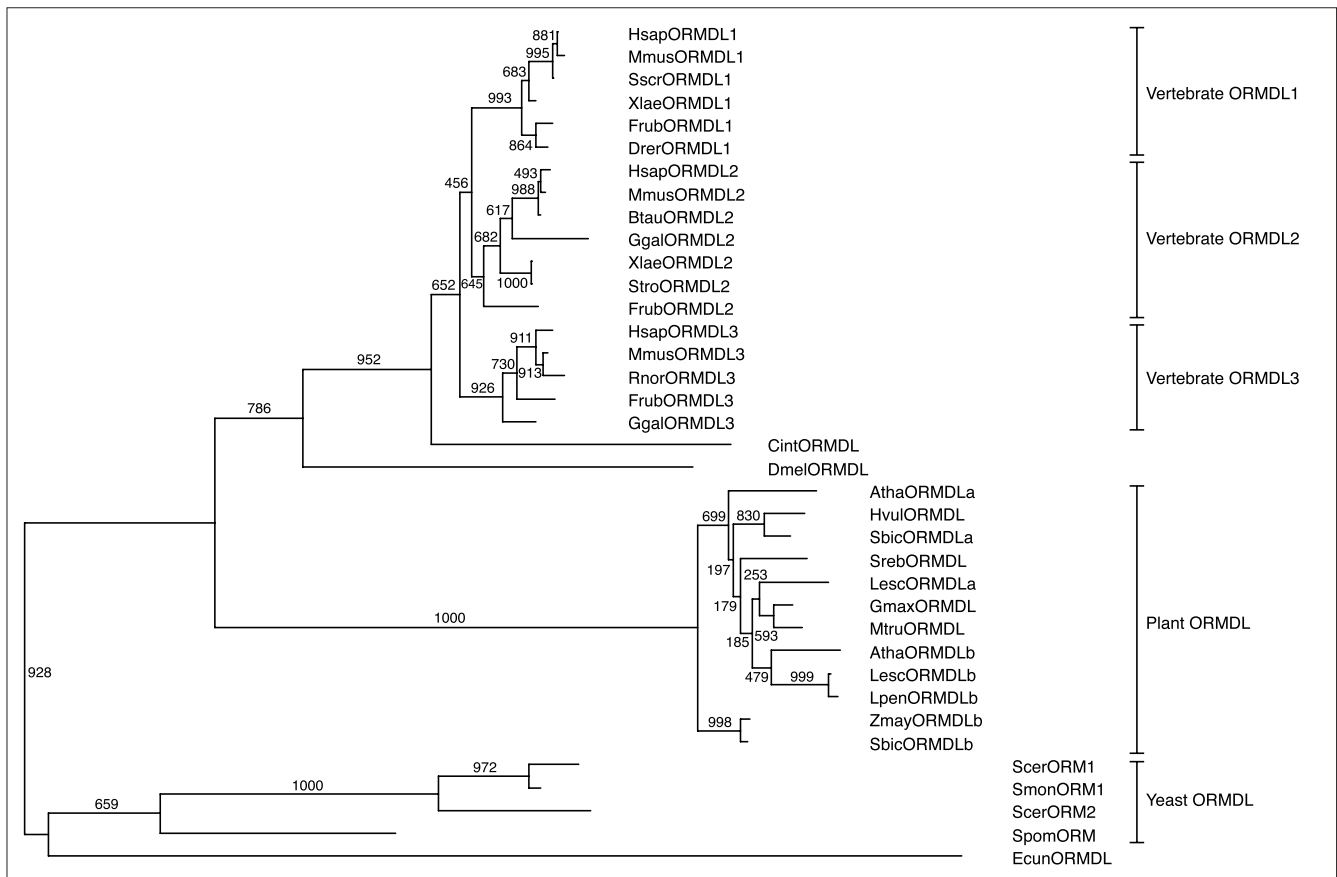 881
HsapORMDL1
995
MmusORMDL1
683
SscrORMDL1
993
XlaeORMDL1
Vertebrate ORMDL1
FrubORMDL1
864
DrerORMDL1
493
HsapORMDL2
456
988
MmusORMDL2
617
BtauORMDL2
682
GgalORMDL2
Vertebrate ORMDL2
XlaeORMDL2
652
645
1000
StroORMDL2
FrubORMDL2
911
HsapORMDL3
952
730
MmusORMDL3
913
RnorORMDL3
Vertebrate ORMDL3
926
FrubORMDL3
GgalORMDL3
786
CintORMDL
DmelORMDL
AthaORMDLa
699
830
HvulORMDL
SbicORMDLa
197
SrebORMDL
253
LescORMDLa
179
GmaxORMDL
1000
185
593
MtruORMDL
Plant ORMDL
AthaORMDLb
928
479
999
LescORMDLb
LpenORMDLb
998
ZmayORMDLb
SbicORMDLb
972
ScerORM1
1000
SmonORM1
659
ScerORM2
Yeast ORMDL
SpomORM
EcunORMDL